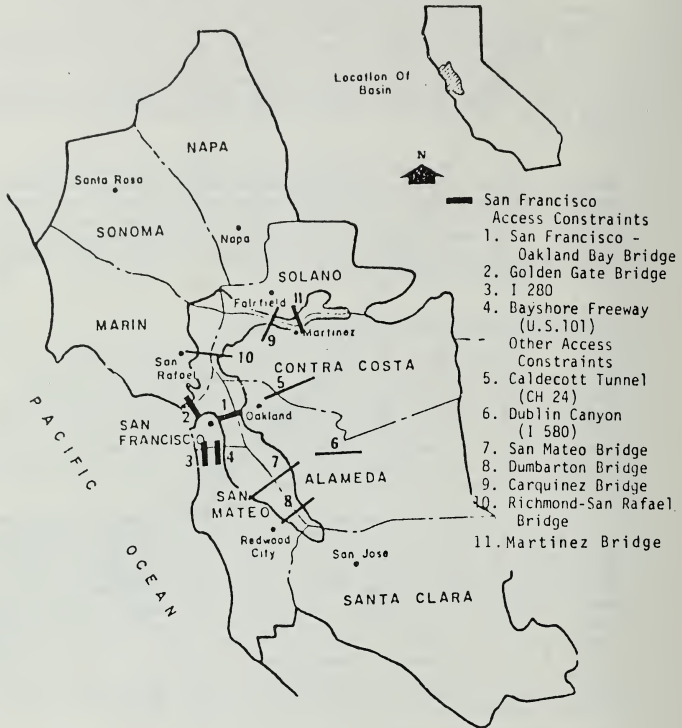 Location Of
Basin
N
NAPA
Santa Rosa
SONOMA
Napa
SOLANO
Fairfield
11
Martinez
9
MARIN
10
San
Rafael
CONTRA COSTA
5
1
Oakland
2
SAN
FRANCISCO
6
3
4
7
ALAMEDA
SAN
MATEO
8
Redwood
City
San Jose
SANTA CLARA
PACIFIC
OCEAN
San Francisco
Access Constraints
1. San Francisco -
Oakland Bay Bridge
2. Golden Gate Bridge
3. I 280
4. Bayshore Freeway
(U.S.101)
Other Access
Constraints
5. Caldecott Tunnel
(CH 24)
6. Dublin Canyon
(I 580)
7. San Mateo Bridge
8. Dumbarton Bridge
9. Carquinez Bridge
10. Richmond-San Rafael
Bridge
11. Martinez Bridge